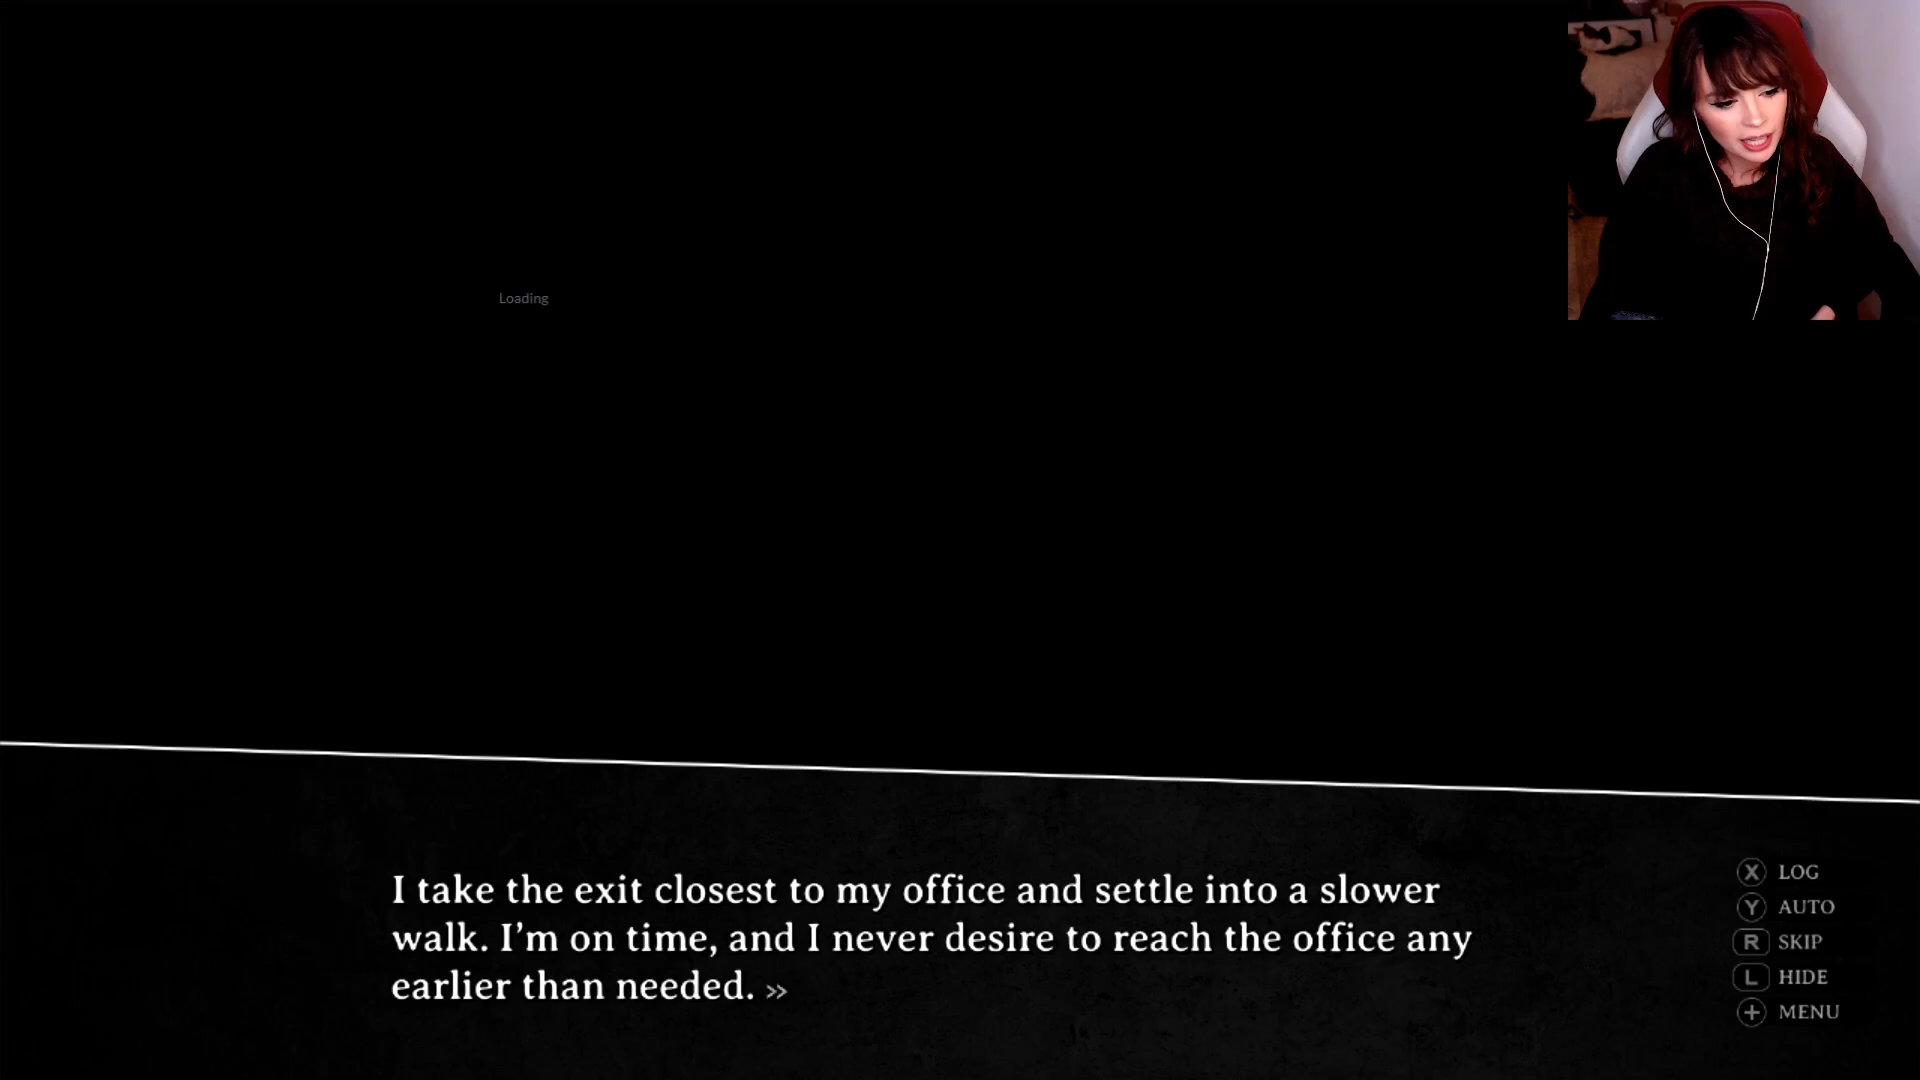 Loading
I take the exit closest to my office and settle into a slower
walk. I’m on time, and I never desire to reach the office any
earlier than needed. »
X LOG
Y AUTO
R SKIP
L HIDE
+ MENU